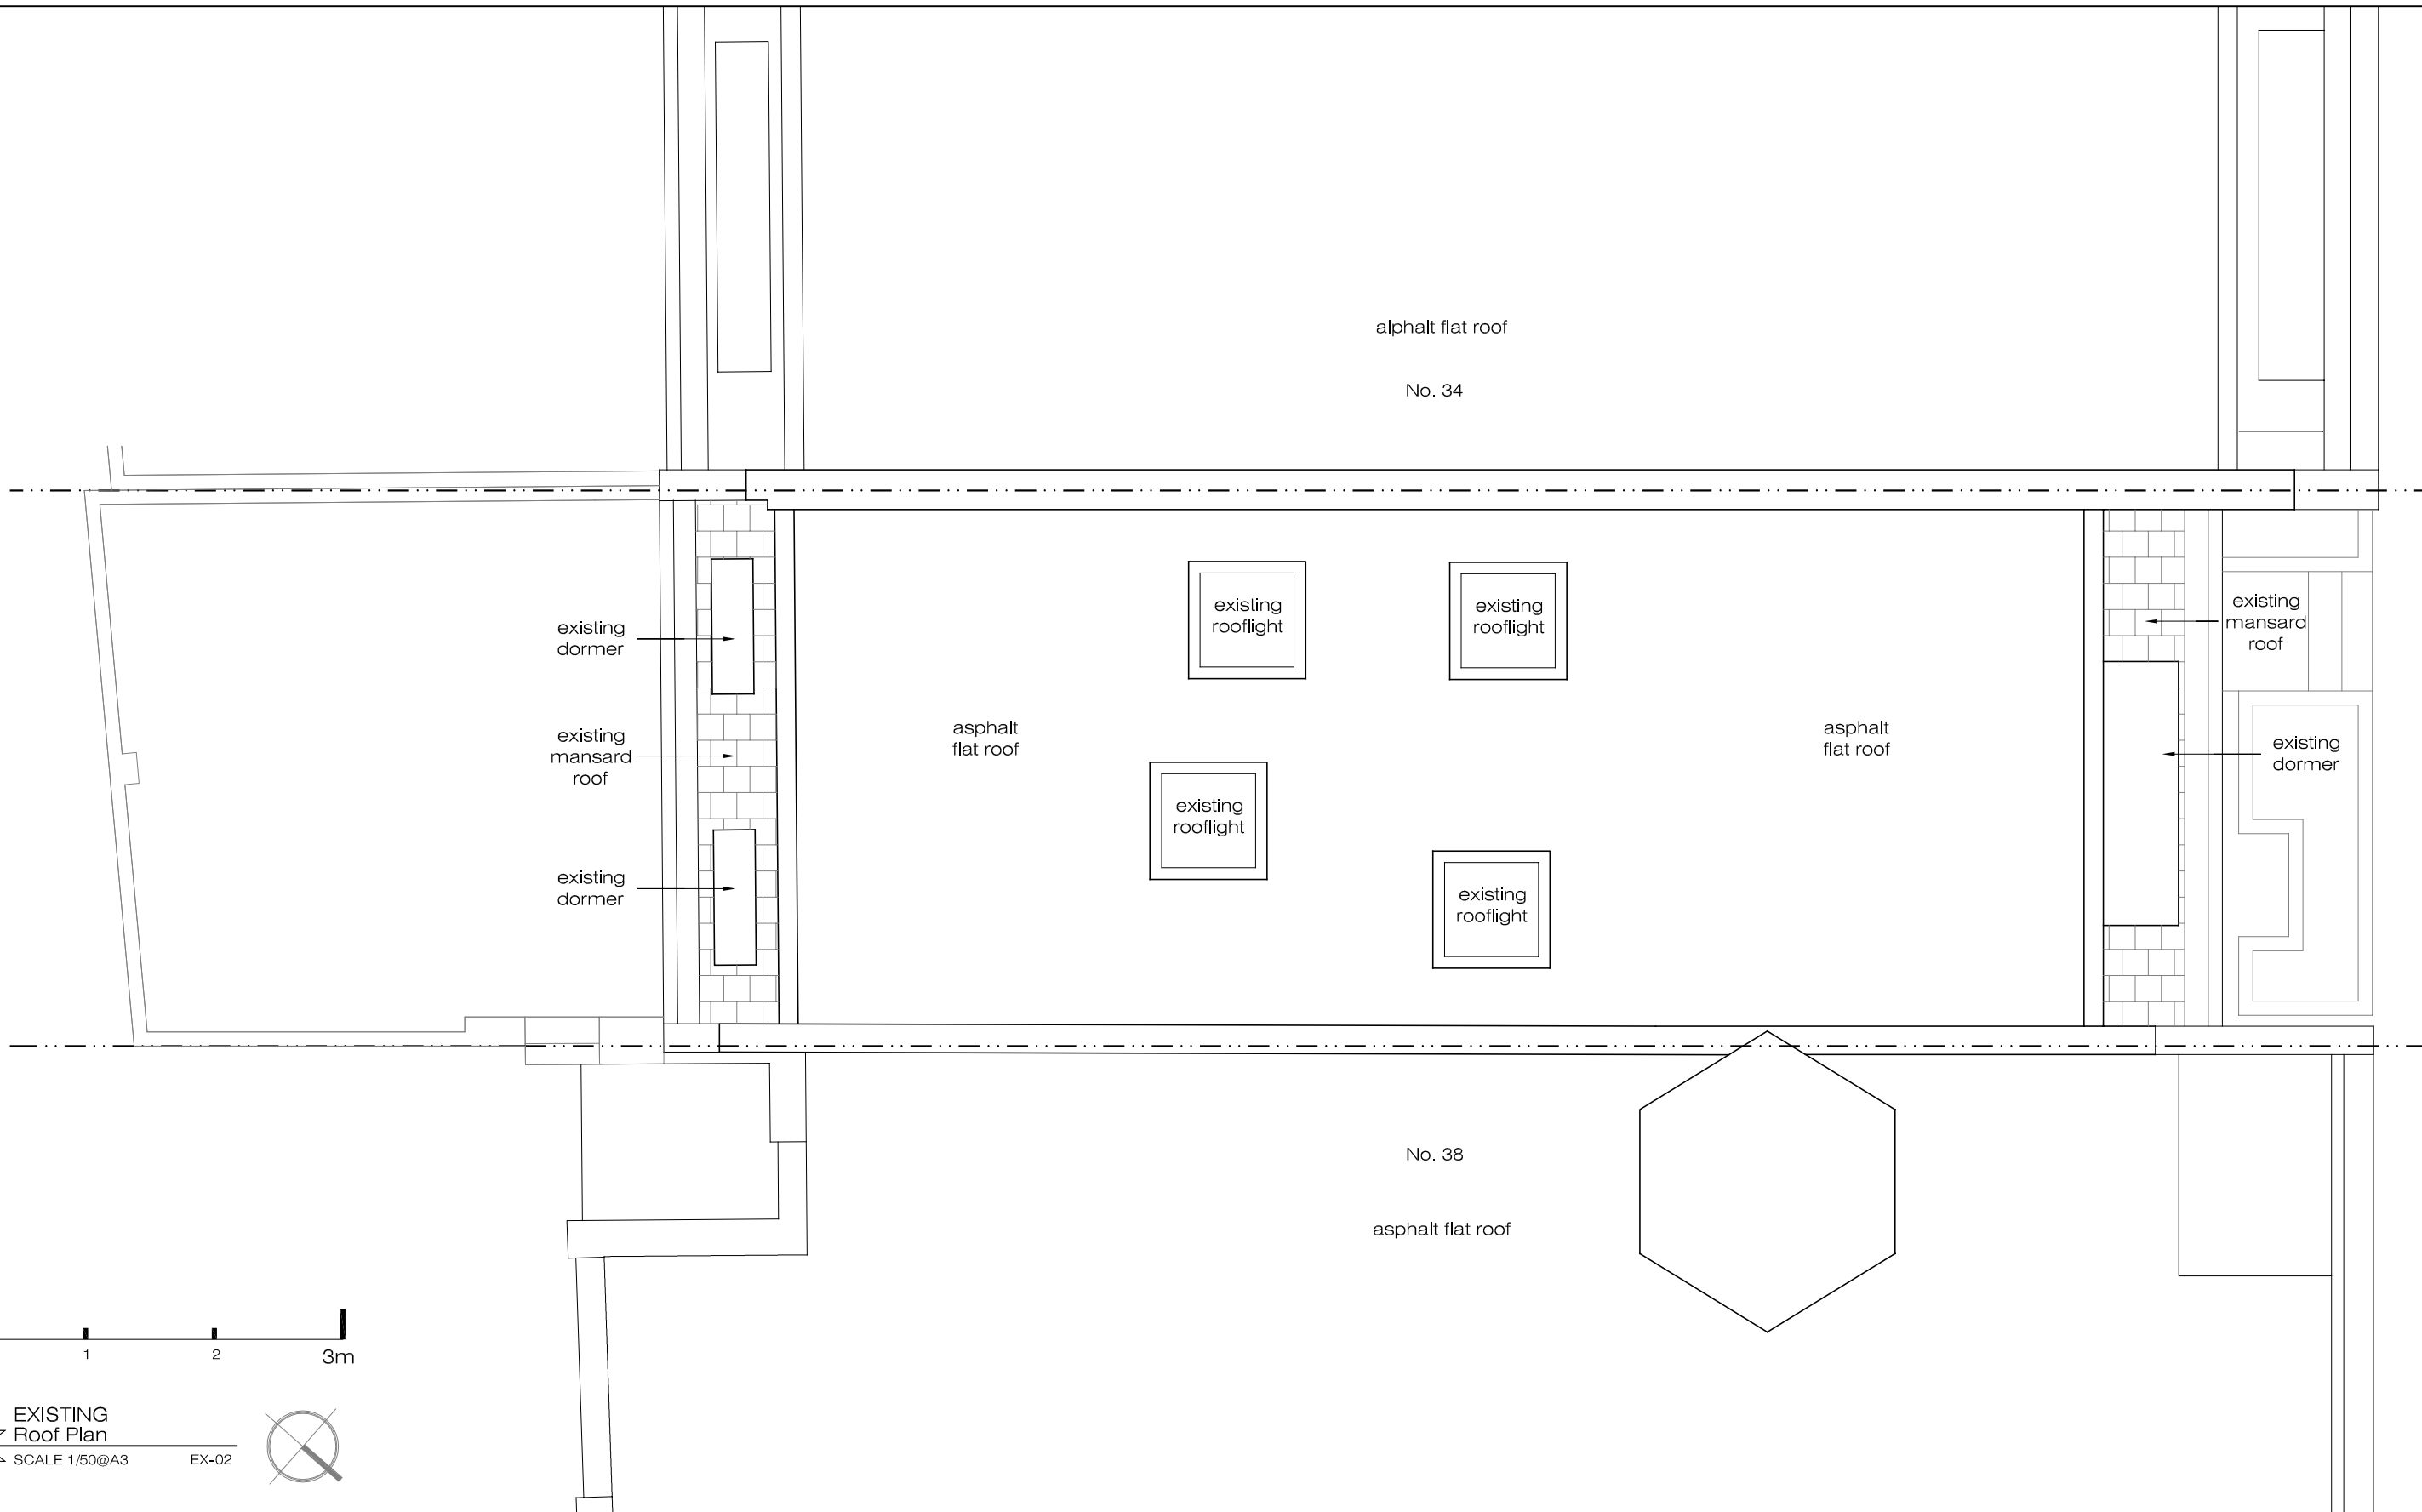 alphalt flat roof
No. 34
existing
rooflight
existing
rooflight
existing
mansard
roof
existing
dormer
existing
mansard
roof
asphalt
flat roof
asphalt
flat roof
existing
dormer
existing
rooflight
existing
dormer
existing
rooflight
No. 38
asphalt flat roof
1
2
3m
EXISTING
Roof Plan
SCALE 1/50@A3 EX-02